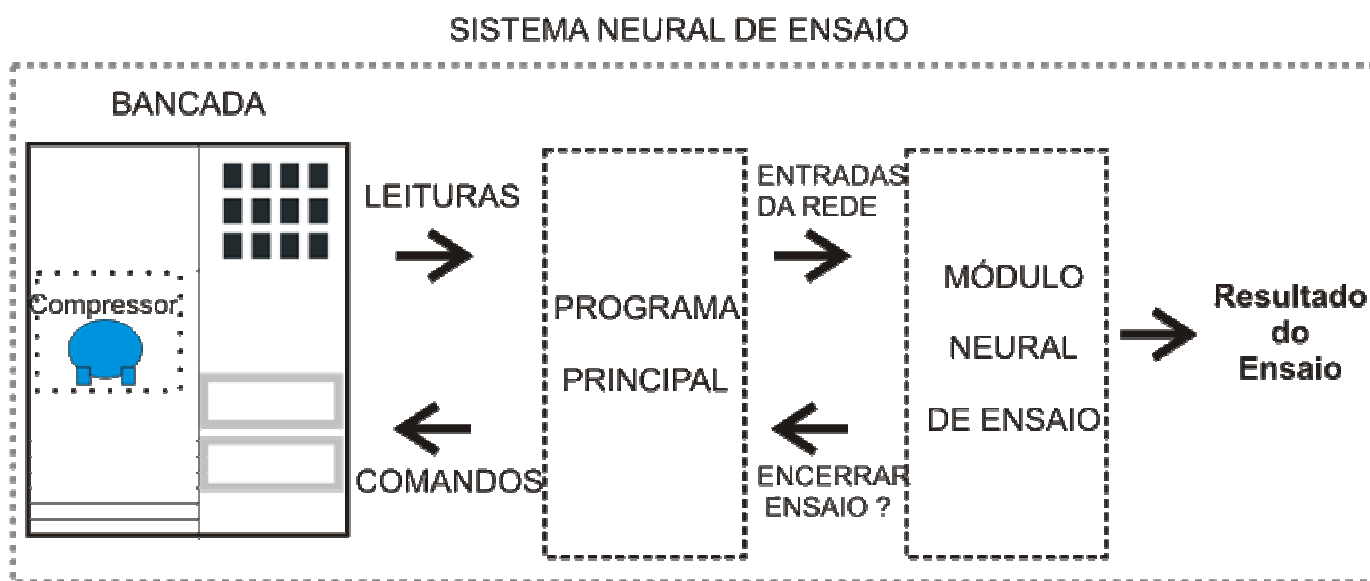 SISTEMA NEURAL DE ENSAIO
BANCADA
Compressor
LEITURAS
COMANDOS
PROGRAMA
PRINCIPAL
ENTRADAS
DA REDE
ENCERRAR
ENSAIO ?
MÓDULO
NEURAL
DE ENSAIO
Resultado
do
Ensaio